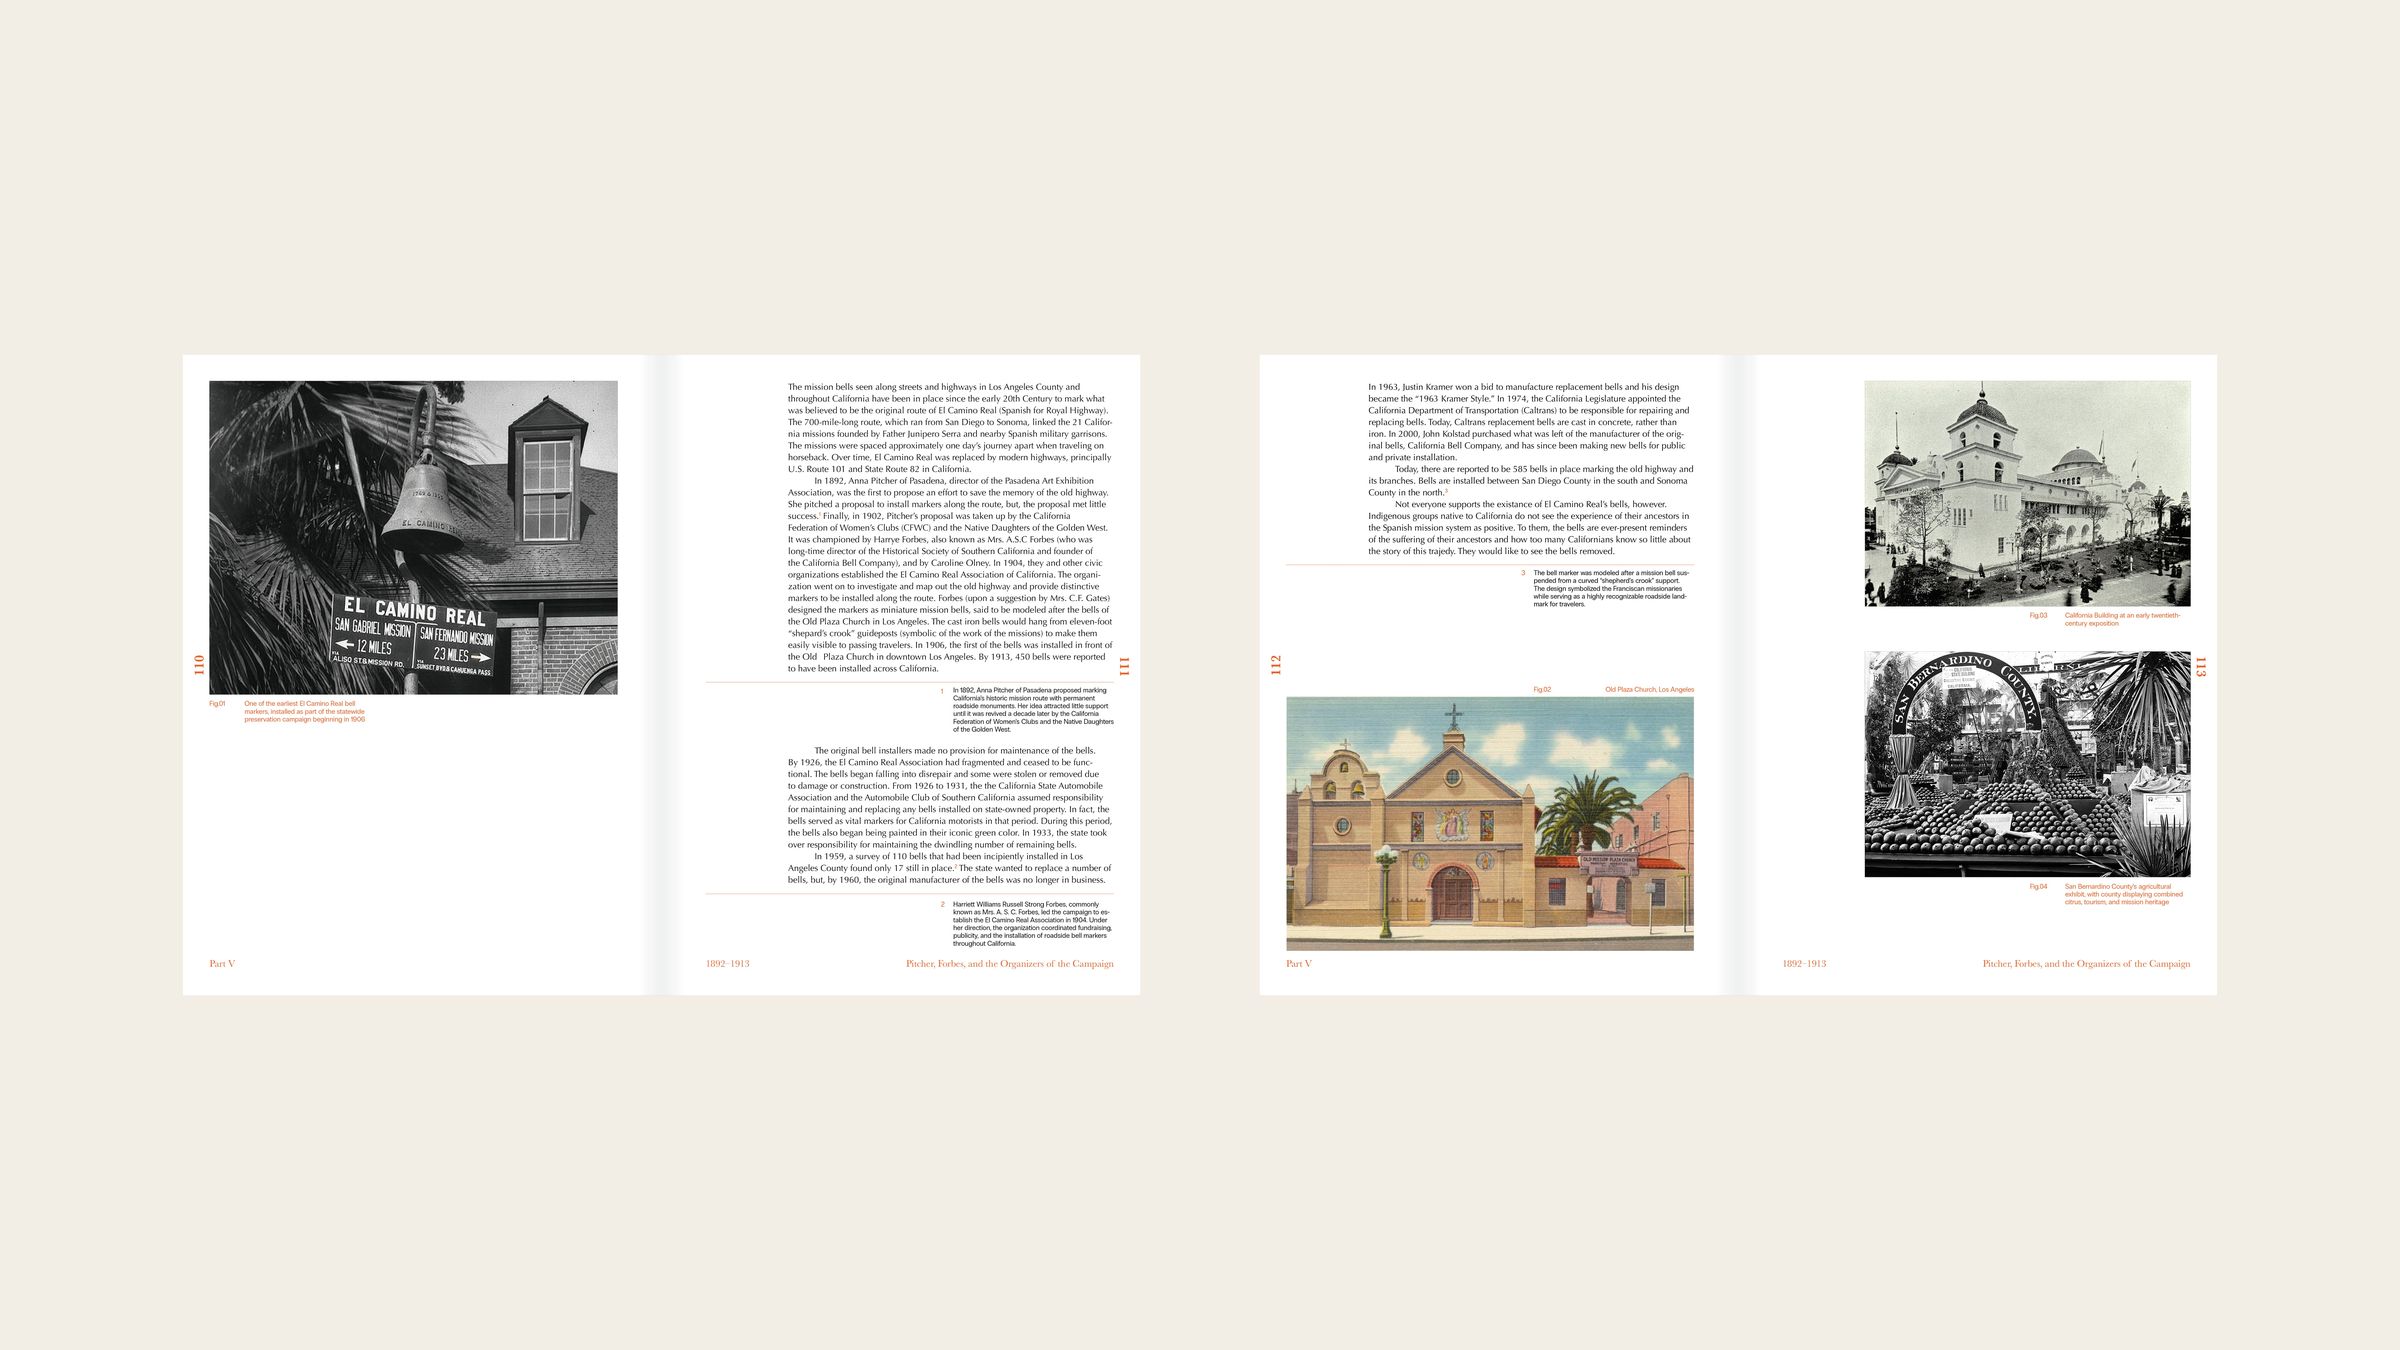 EL CAMINO REAL
SAN GABRIEL MISSION
12 MILES
VIA
ALISO ST. & MISSION RD.
SAN FERNANDO MISSION
23 MILES
VIA
SUNSET BVD. & CAHUENGA PASS
110
Fig.01 One of the earliest El Camino Real bell
markers, installed as part of the statewide
preservation campaign beginning in 1906
Part V
The mission bells seen along streets and highways in Los Angeles County and
throughout California have been in place since the early 20th Century to mark what
was believed to be the original route of El Camino Real (Spanish for Royal Highway).
The 700-mile-long route, which ran from San Diego to Sonoma, linked the 21 Califor-
nia missions founded by Father Junipero Serra and nearby Spanish military garrisons.
The missions were spaced approximately one day's journey apart when traveling on
horseback. Over time, El Camino Real was replaced by modern highways, principally
U.S. Route 101 and State Route 82 in California.
In 1892, Anna Pitcher of Pasadena, director of the Pasadena Art Exhibition
Association, was the first to propose an effort to save the memory of the old highway.
She pitched a proposal to install markers along the route, but, the proposal met little
success.1 Finally, in 1902, Pitcher's proposal was taken up by the California
Federation of Women's Clubs (CFWC) and the Native Daughters of the Golden West.
It was championed by Harrye Forbes, also known as Mrs. A.S.C Forbes (who was
long-time director of the Historical Society of Southern California and founder of
the California Bell Company), and by Caroline Olney. In 1904, they and other civic
organizations established the El Camino Real Association of California. The organi-
zation went on to investigate and map out the old highway and provide distinctive
markers to be installed along the route. Forbes (upon a suggestion by Mrs. C.F. Gates)
designed the markers as miniature mission bells, said to be modeled after the bells of
the Old Plaza Church in Los Angeles. The cast iron bells would hang from eleven-foot
“shepard's crook” guideposts (symbolic of the work of the missions) to make them
easily visible to passing travelers. In 1906, the first of the bells was installed in front of
the Old Plaza Church in downtown Los Angeles. By 1913, 450 bells were reported
to have been installed across California.
111
1 In 1892, Anna Pitcher of Pasadena proposed marking
California's historic mission route with permanent
roadside monuments. Her idea attracted little support
until it was revived a decade later by the California
Federation of Women's Clubs and the Native Daughters
of the Golden West.
The original bell installers made no provision for maintenance of the bells.
By 1926, the El Camino Real Association had fragmented and ceased to be func-
tional. The bells began falling into disrepair and some were stolen or removed due
to damage or construction. From 1926 to 1931, the the California State Automobile
Association and the Automobile Club of Southern California assumed responsibility
for maintaining and replacing any bells installed on state-owned property. In fact, the
bells served as vital markers for California motorists in that period. During this period,
the bells also began being painted in their iconic green color. In 1933, the state took
over responsibility for maintaining the dwindling number of remaining bells.
In 1959, a survey of 110 bells that had been incipiently installed in Los
Angeles County found only 17 still in place.2 The state wanted to replace a number of
bells, but, by 1960, the original manufacturer of the bells was no longer in business.
2 Harriett Williams Russell Strong Forbes, commonly
known as Mrs. A. S. C. Forbes, led the campaign to es-
tablish the El Camino Real Association in 1904. Under
her direction, the organization coordinated fundraising,
publicity, and the installation of roadside bell markers
throughout California.
1892–1913
Pitcher, Forbes, and the Organizers of the Campaign
In 1963, Justin Kramer won a bid to manufacture replacement bells and his design
became the “1963 Kramer Style.” In 1974, the California Legislature appointed the
California Department of Transportation (Caltrans) to be responsible for repairing and
replacing bells. Today, Caltrans replacement bells are cast in concrete, rather than
iron. In 2000, John Kolstad purchased what was left of the manufacturer of the orig-
inal bells, California Bell Company, and has since been making new bells for public
and private installation.
Today, there are reported to be 585 bells in place marking the old highway and
its branches. Bells are installed between San Diego County in the south and Sonoma
County in the north.3
Not everyone supports the existance of El Camino Real's bells, however.
Indigenous groups native to California do not see the experience of their ancestors in
the Spanish mission system as positive. To them, the bells are ever-present reminders
of the suffering of their ancestors and how too many Californians know so little about
the story of this trajedy. They would like to see the bells removed.
3 The bell marker was modeled after a mission bell sus-
pended from a curved “shepherd's crook” support.
The design symbolized the Franciscan missionaries
while serving as a highly recognizable roadside land-
mark for travelers.
112
Fig.02 Old Plaza Church, Los Angeles
OLD MISSION PLAZA CHURCH
Part V
Fig.03 California Building at an early twentieth-
century exposition
SAN BERNARDINO COUNTY.
CALIFORNIA
113
Fig.04 San Bernardino County's agricultural
exhibit, with county displaying combined
citrus, tourism, and mission heritage
1892–1913
Pitcher, Forbes, and the Organizers of the Campaign